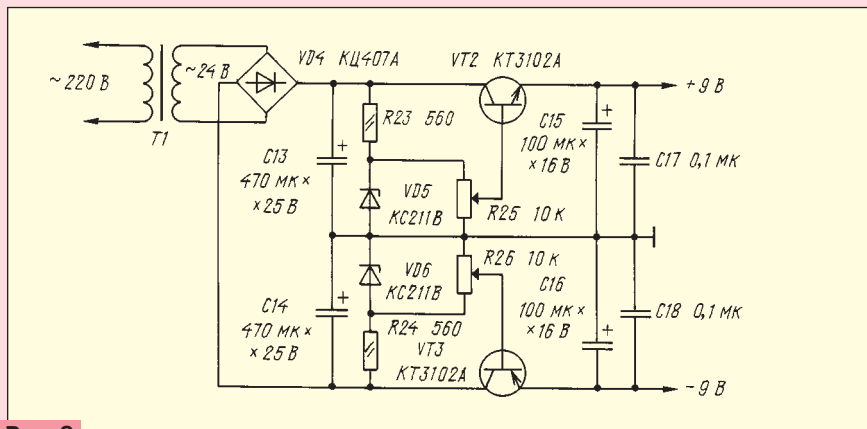 VD4 КЦ407А
VT2 КТ3102А
~220 В
~24 В
Т1
+9 В
R23 560
C13
470 мк×
×25 В
+
C15
100 мк×
×16 В
+
C17 0,1 мк
VD5
КС211В
R25 10 к
R26 10 к
VD6
КС211В
C14
470 мк×
×25 В
+
C16
100 мк×
×16 В
+
C18 0,1 мк
R24 560
VT3
КТ3102А
-9 В